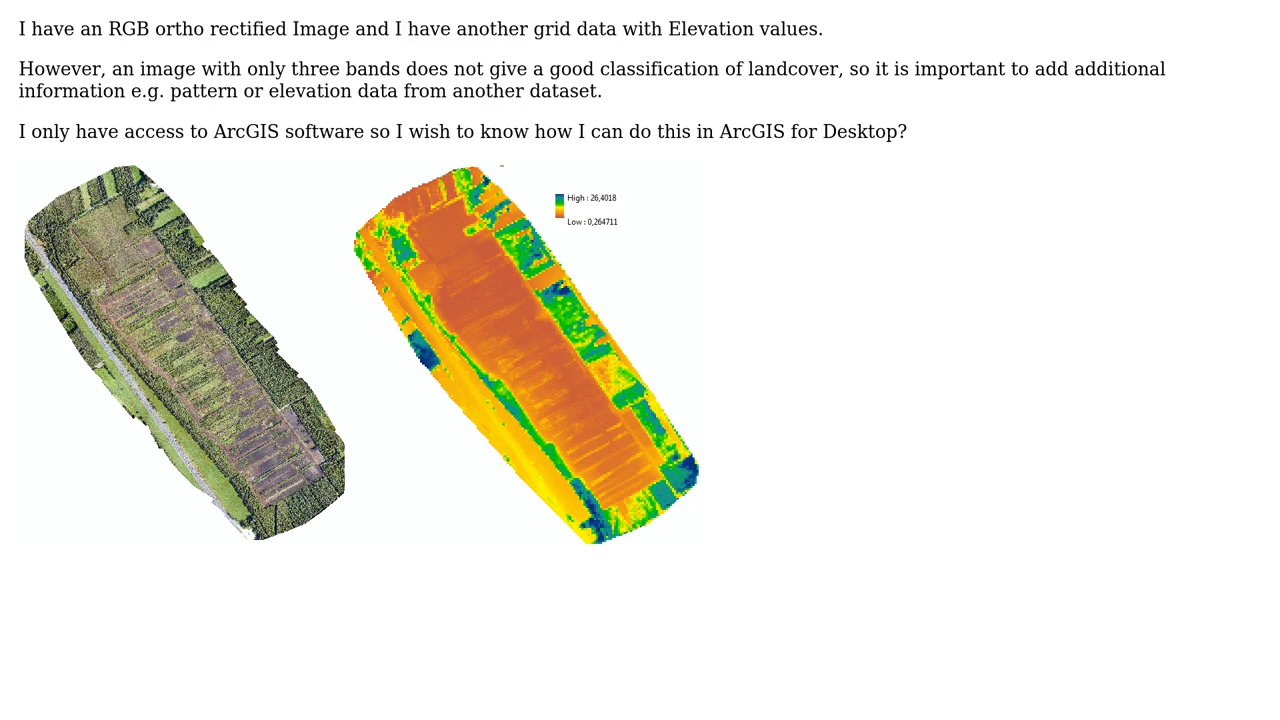 I have an RGB ortho rectified Image and I have another grid data with Elevation values.
However, an image with only three bands does not give a good classification of landcover, so it is important to add additional
information e.g. pattern or elevation data from another dataset.
I only have access to ArcGIS software so I wish to know how I can do this in ArcGIS for Desktop?
High : 26,4018
Low : 0,264711